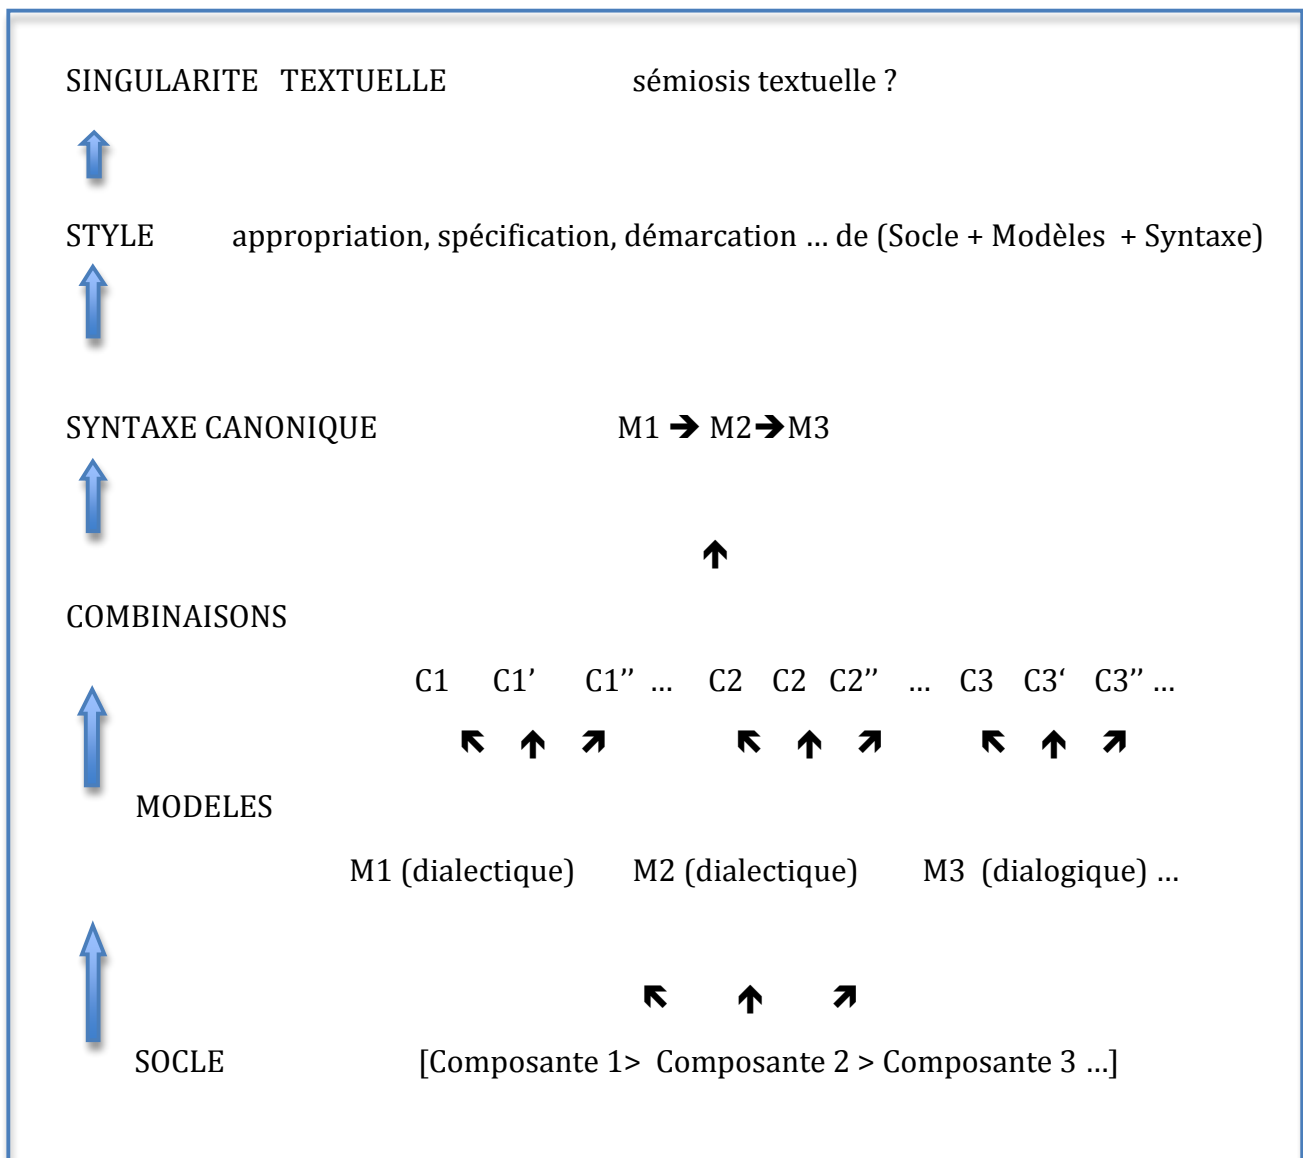 SINGULARITE TEXTUELLE sémiosis textuelle ?
STYLE appropriation, spécification, démarcation … de (Socle + Modèles + Syntaxe)
SYNTAXE CANONIQUE M1 ➔ M2➔M3
COMBINAISONS
C1 C1’ C1’’ … C2 C2 C2’’ … C3 C3‘ C3’’ …
MODELES
M1 (dialectique) M2 (dialectique) M3 (dialogique) …
SOCLE [Composante 1> Composante 2 > Composante 3 …]